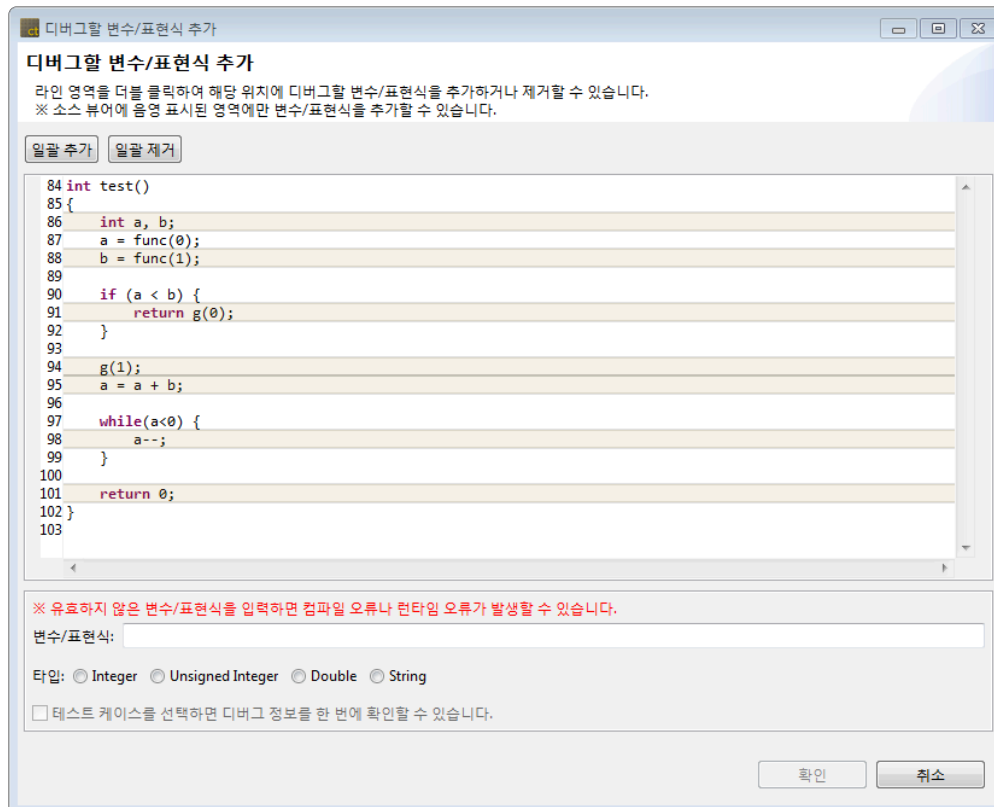 ct 디버그할 변수/표현식 추가
디버그할 변수/표현식 추가
라인 영역을 더블 클릭하여 해당 위치에 디버그할 변수/표현식을 추가하거나 제거할 수 있습니다.
※ 소스 뷰어에 음영 표시된 영역에만 변수/표현식을 추가할 수 있습니다.
일괄 추가 일괄 제거
84 int test()
85 {
86     int a, b;
87     a = func(0);
88     b = func(1);
89
90     if (a < b) {
91         return g(0);
92     }
93
94     g(1);
95     a = a + b;
96
97     while(a<0) {
98         a--;
99     }
100
101     return 0;
102 }
103
※ 유효하지 않은 변수/표현식을 입력하면 컴파일 오류나 런타임 오류가 발생할 수 있습니다.
변수/표현식:
타입: Integer Unsigned Integer Double String
테스트 케이스를 선택하면 디버그 정보를 한 번에 확인할 수 있습니다.
확인 취소